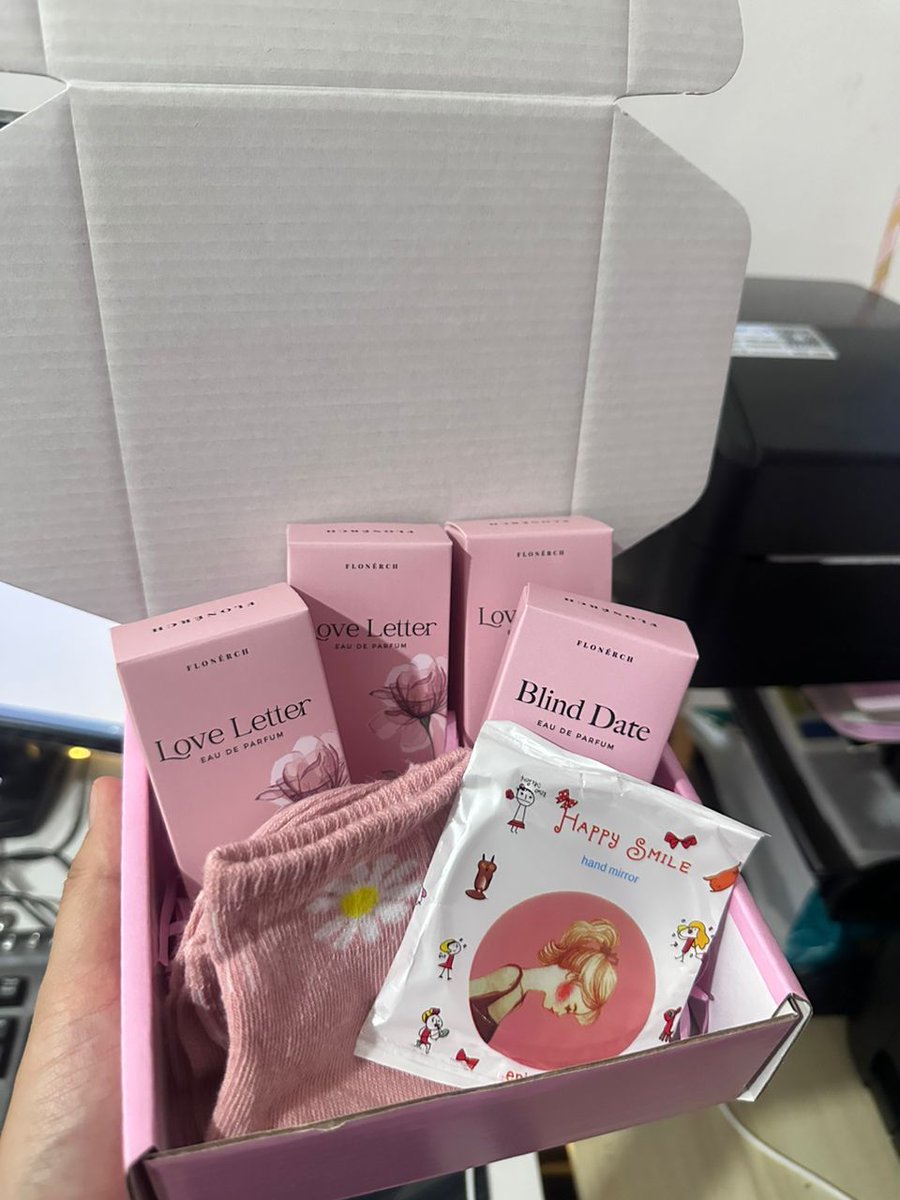 FLONÉRCH
FLONÉRCH
Love Letter
EAU DE PARFUM
FLONÉRCH
FLONÉRCH
Love Letter
EAU DE PARFUM
FLONÉRCH
FLONÉRCH
FLONÉRCH
Blind Date
EAU DE PARFUM
HAPPY SMILE
hand mirror